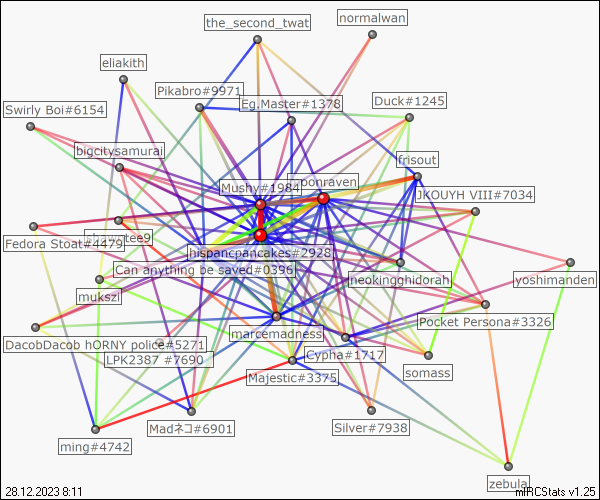 the_second_twat
normalwan
eliakith
Pikabro#9971
Eg.Master#1378
Duck#1245
Swirly Boi#6154
bigcitysamurai
frisout
Mushy#1984
ponraven
JKOUYH VIII#7034
Fedora Stoat#4479
hispancpancakes#2928
Can anything be saved#0396
neokingghidorah
yoshimanden
mukszi
marcemadness
Pocket Persona#3326
DacobDacob hORNY police#5271
LPK2387 #7690
Cypha#1717
Majestic#3375
somass
ming#4742
Madネコ#6901
Silver#7938
zebula
28.12.2023 8:11
mIRCStats v1.25